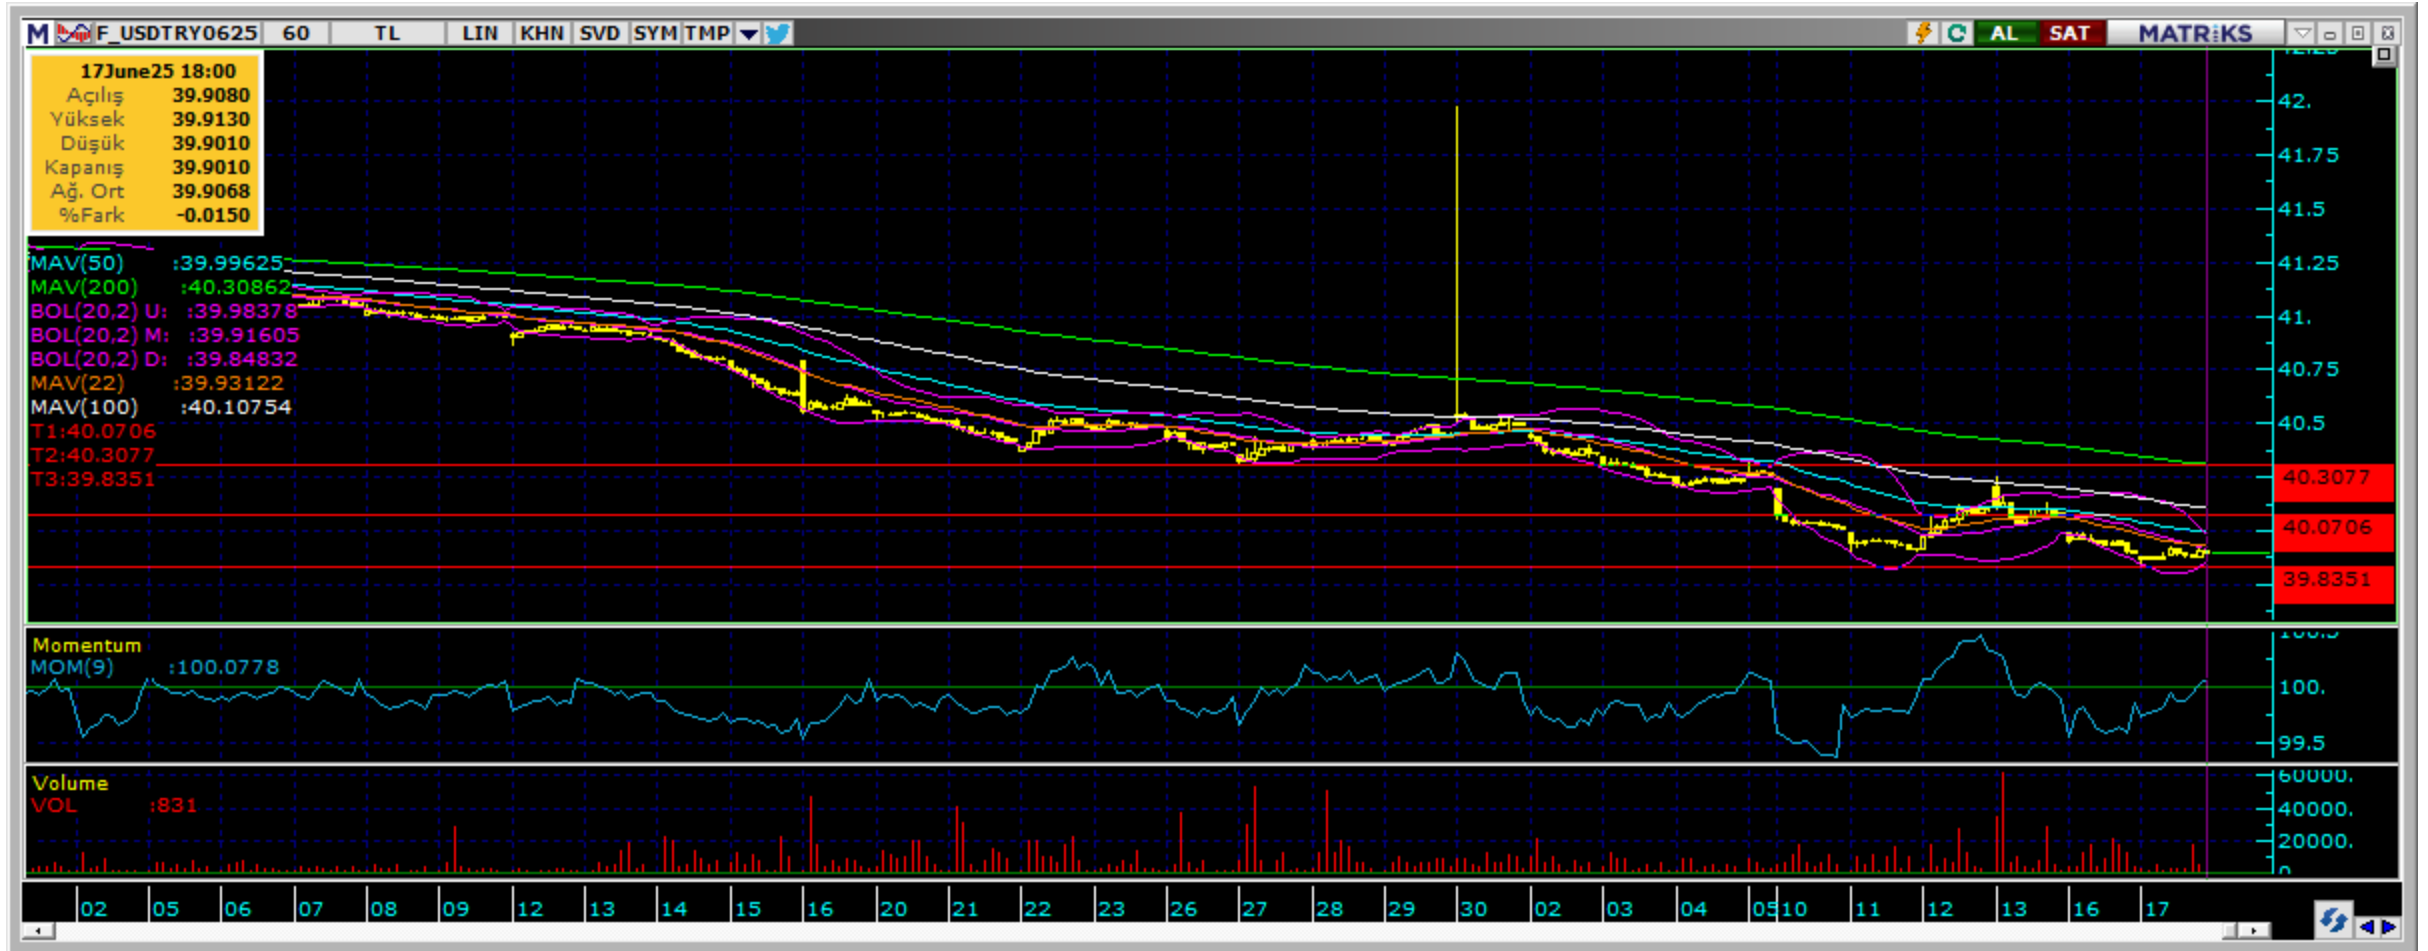 M F_USDTRY0625 60 TL LIN KHN SVD SYM TMP AL SAT MATRiKS
17June25 18:00
Açılış 39.9080
Yüksek 39.9130
Düşük 39.9010
Kapanış 39.9010
Ağ. Ort 39.9068
%Fark -0.0150
MAV(50) :39.99625
MAV(200) :40.30862
BOL(20,2) U: :39.98378
BOL(20,2) M: :39.91605
BOL(20,2) D: :39.84832
MAV(22) :39.93122
MAV(100) :40.10754
T1:40.0706
T2:40.3077
T3:39.8351
42.
41.75
41.5
41.25
41.
40.75
40.5
40.3077
40.0706
39.8351
Momentum
MOM(9) :100.0778
100.
99.5
Volume
VOL :831
60000.
40000.
20000.
0
02 05 06 07 08 09 12 13 14 15 16 20 21 22 23 26 27 28 29 30 02 03 04 05 10 11 12 13 16 17